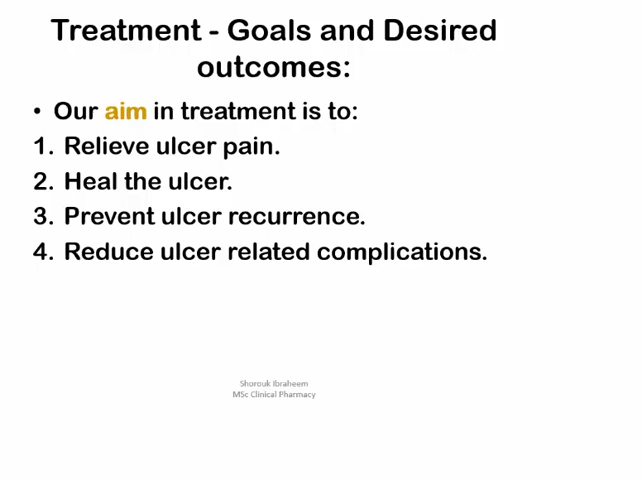 Treatment - Goals and Desired
outcomes:
• Our aim in treatment is to:
1. Relieve ulcer pain.
2. Heal the ulcer.
3. Prevent ulcer recurrence.
4. Reduce ulcer related complications.
Shorouk Ibraheem
MSc Clinical Pharmacy